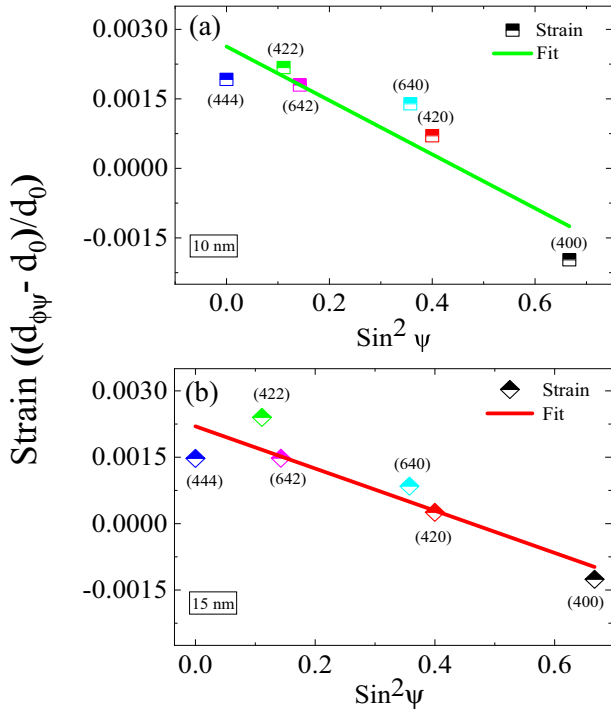 Strain ((dϕψ- d0)/d0)
(a)
Strain
Fit
0.0030
0.0015
0.0000
-0.0015
(444)
(422)
(642)
(640)
(420)
(400)
10 nm
0.0 0.2 0.4 0.6
Sin2 ψ
(b)
Strain
Fit
0.0030
0.0015
0.0000
-0.0015
(444)
(422)
(642)
(640)
(420)
(400)
15 nm
0.0 0.2 0.4 0.6
Sin2ψ